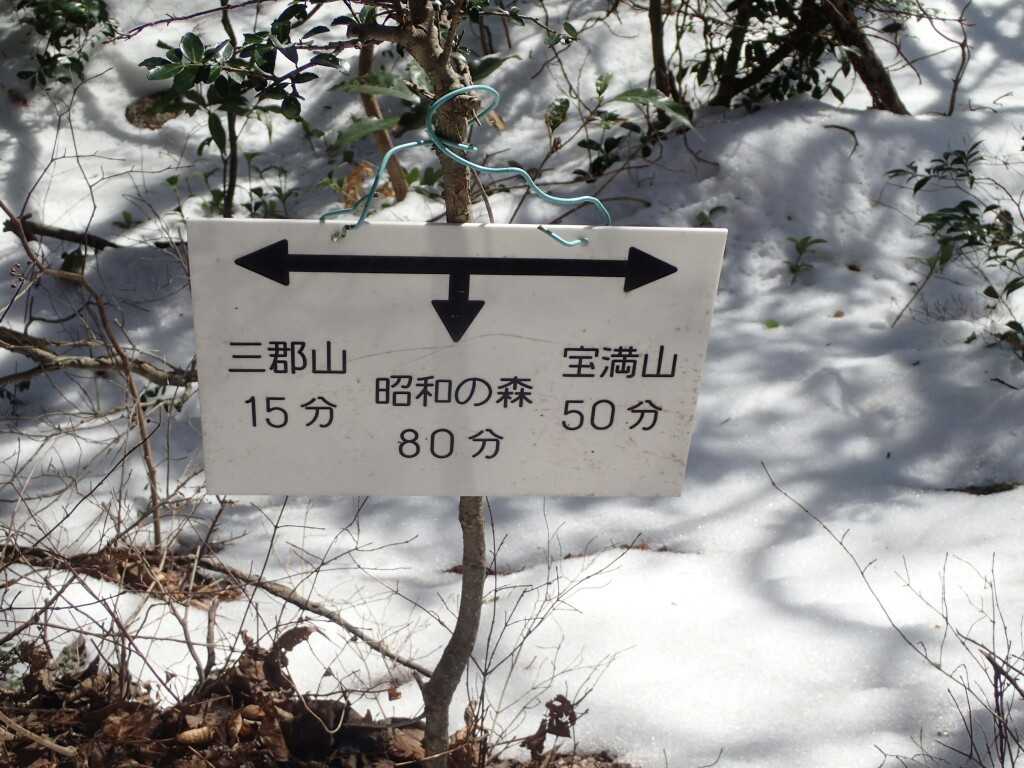 三郡山
15分
昭和の森
80分
宝満山
50分